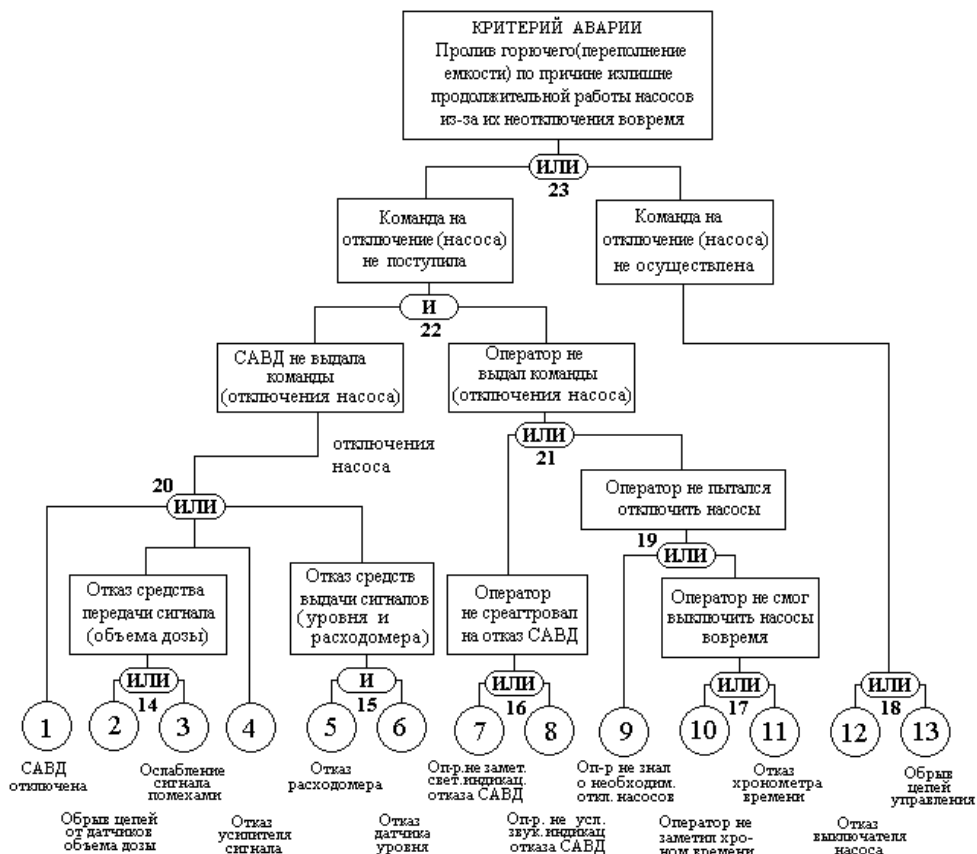 КРИТЕРИЙ АВАРИИ
Пролив горючего(переполнение
емкости) по причине излишне
продолжительной работы насосов
из-за их неотключения вовремя
ИЛИ
23
Команда на
отключение (насоса)
не поступила
Команда на
отключение (насоса)
не осуществлена
И
22
САВД не выдала
команды
(отключения насоса)
Оператор не
выдал команды
(отключения насоса)
отключения
насоса
ИЛИ
21
20
ИЛИ
Оператор не пытался
отключить насосы
19
ИЛИ
Отказ средства
передачи сигнала
(объема дозы)
Отказ средств
выдачи сигналов
(уровня и
расходомера)
Оператор
не среагтровал
на отказ САВД
Оператор не смог
выключить насосы
вовремя
ИЛИ
14
И
15
ИЛИ
16
ИЛИ
17
ИЛИ
18
1
2
3
4
5
6
7
8
9
10
11
12
13
САВД
отключена
Обрыв цепей
от датчиков
объема дозы
Ослабление
сигнала
помехами
Отказ
усилителя
сигнала
Отказ
расходомера
Отказ
датчика
уровня
Оп-р.не замет.
свет.индикац.
отказа САВД
Оп-р. не усл.
звук.индикац
отказа САВД
Оп-р не знал
о необходим.
откл. насосов
Оператор не
заметил хро-
ном.времени
Отказ
хронометра
времени
Отказ
выключателя
насоса
Обрыв
цепей
управления